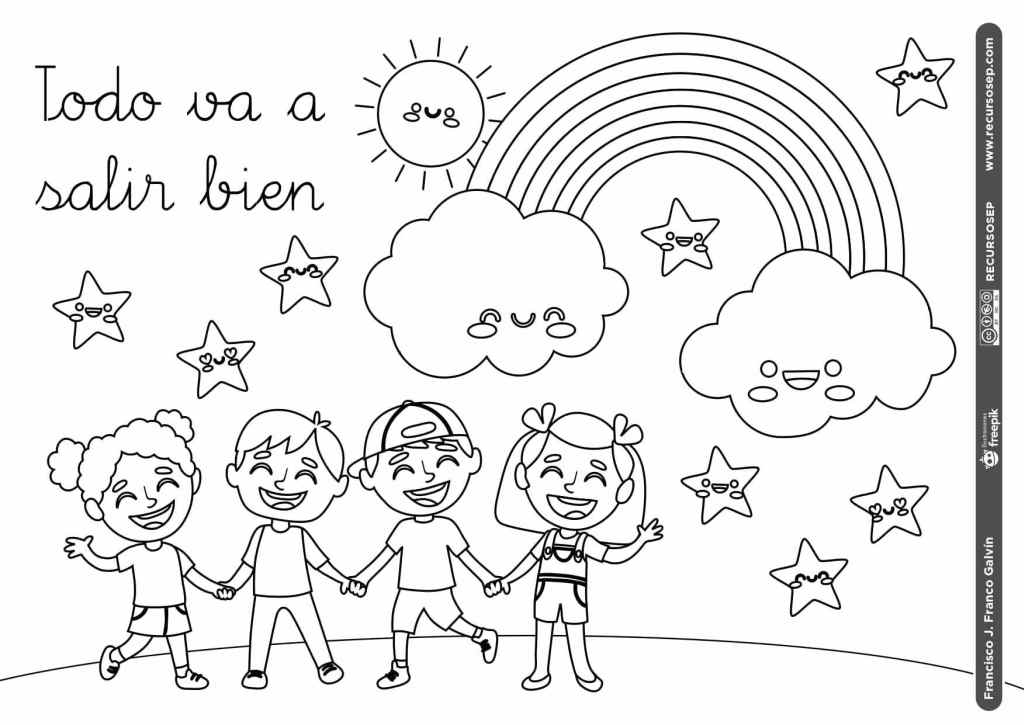 Todo va a
salir bien
www.recursosep.com
RECURSOSEP
freepik
Francisco J. Franco Galvín